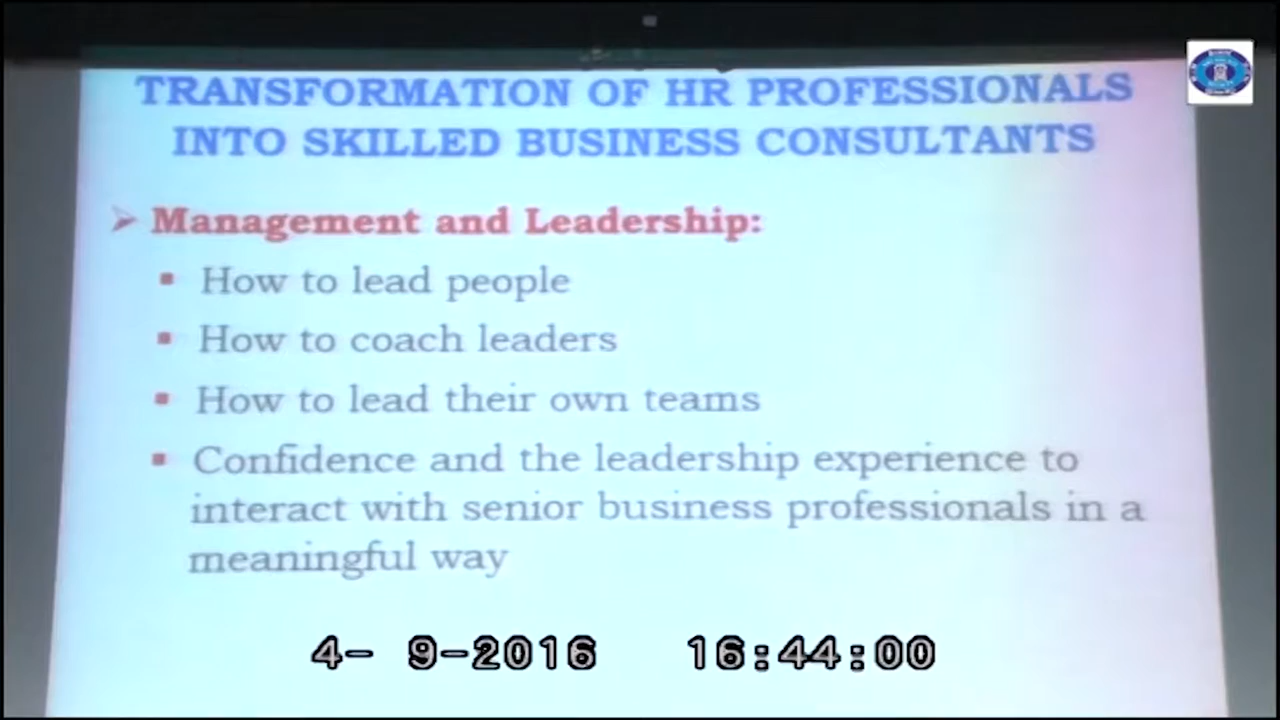 TRANSFORMATION OF HR PROFESSIONALS
INTO SKILLED BUSINESS CONSULTANTS
➢ Management and Leadership:
▪ How to lead people
▪ How to coach leaders
▪ How to lead their own teams
▪ Confidence and the leadership experience to
interact with senior business professionals in a
meaningful way
4- 9-2016 16:44:00